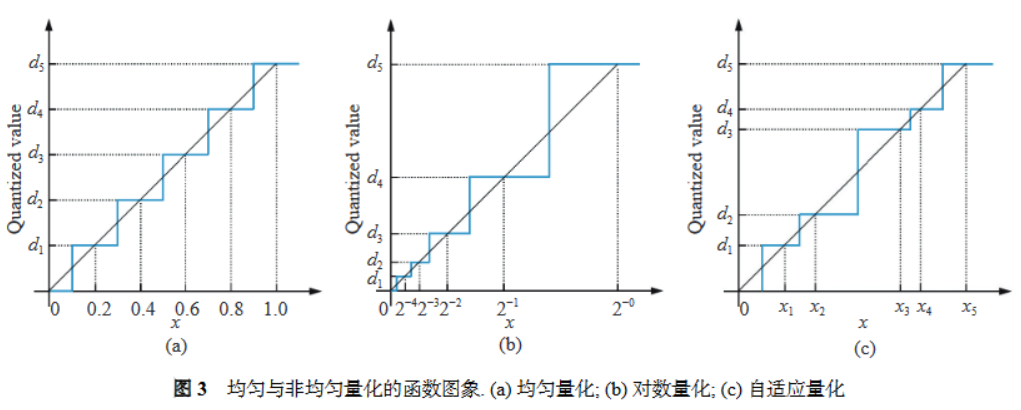 Quantized value
d₅
d₄
d₃
d₂
d₁
0 0.2 0.4 0.6 0.8 1.0
x
(a)
Quantized value
d₅
d₄
d₃
d₂
d₁
0 2⁻⁴ 2⁻³ 2⁻² 2⁻¹ 2⁻⁰
x
(b)
Quantized value
d₅
d₄
d₃
d₂
d₁
0 x₁ x₂ x₃ x₄ x₅
x
(c)
图 3 均匀与非均匀量化的函数图象. (a) 均匀量化; (b) 对数量化; (c) 自适应量化